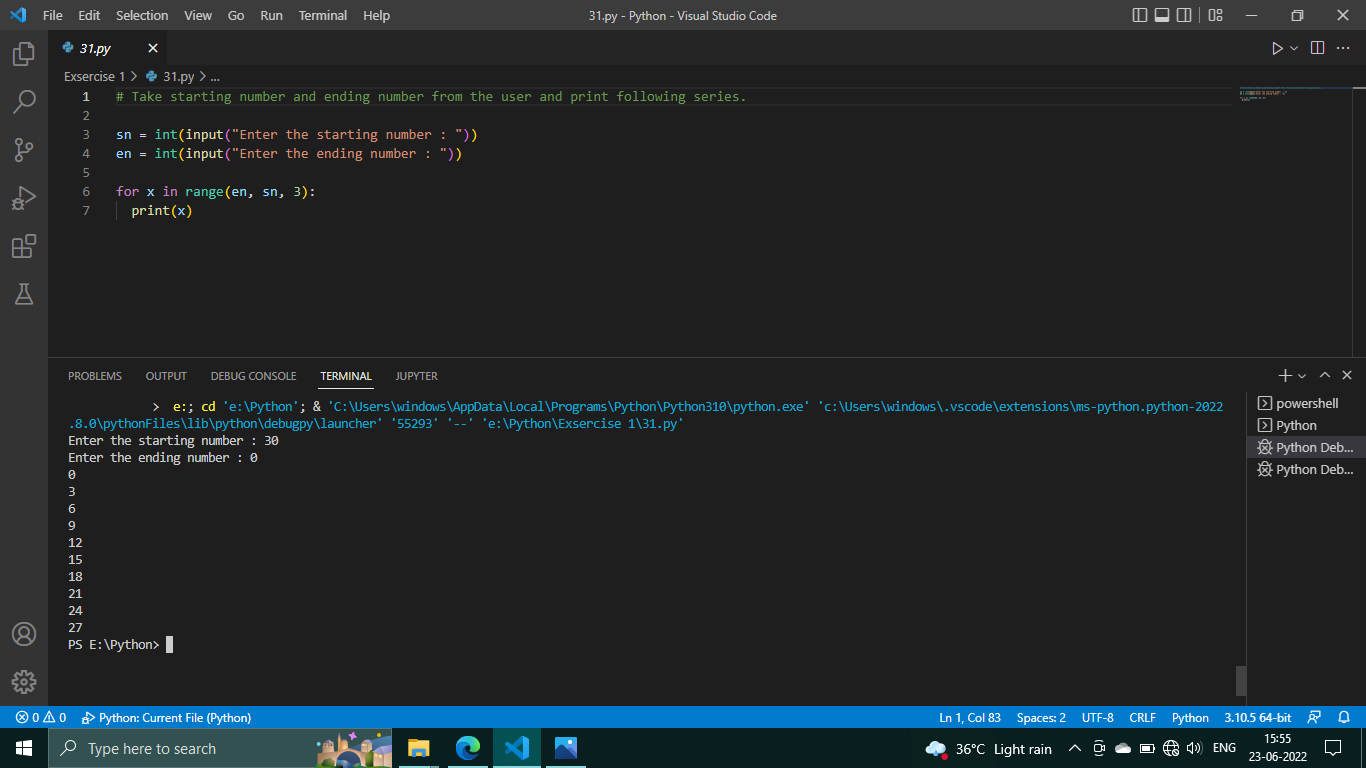 File Edit Selection View Go Run Terminal Help 31.py - Python - Visual Studio Code
31.py
Exsercise 1 > 31.py > ...
1 # Take starting number and ending number from the user and print following series.
2
3 sn = int(input("Enter the starting number : "))
4 en = int(input("Enter the ending number : "))
5
6 for x in range(en, sn, 3):
7 print(x)
PROBLEMS OUTPUT DEBUG CONSOLE TERMINAL JUPYTER
> e:; cd 'e:\Python'; & 'C:\Users\windows\AppData\Local\Programs\Python\Python310\python.exe' 'c:\Users\windows\.vscode\extensions\ms-python.python-2022
.8.0\pythonFiles\lib\python\debugpy\launcher' '55293' '--' 'e:\Python\Exsercise 1\31.py'
Enter the starting number : 30
Enter the ending number : 0
0
3
6
9
12
15
18
21
24
27
PS E:\Python>
powershell
Python
Python Deb...
Python Deb...
0 0 Python: Current File (Python) Ln 1, Col 83 Spaces: 2 UTF-8 CRLF Python 3.10.5 64-bit
Type here to search 36°C Light rain ENG 15:55
23-06-2022